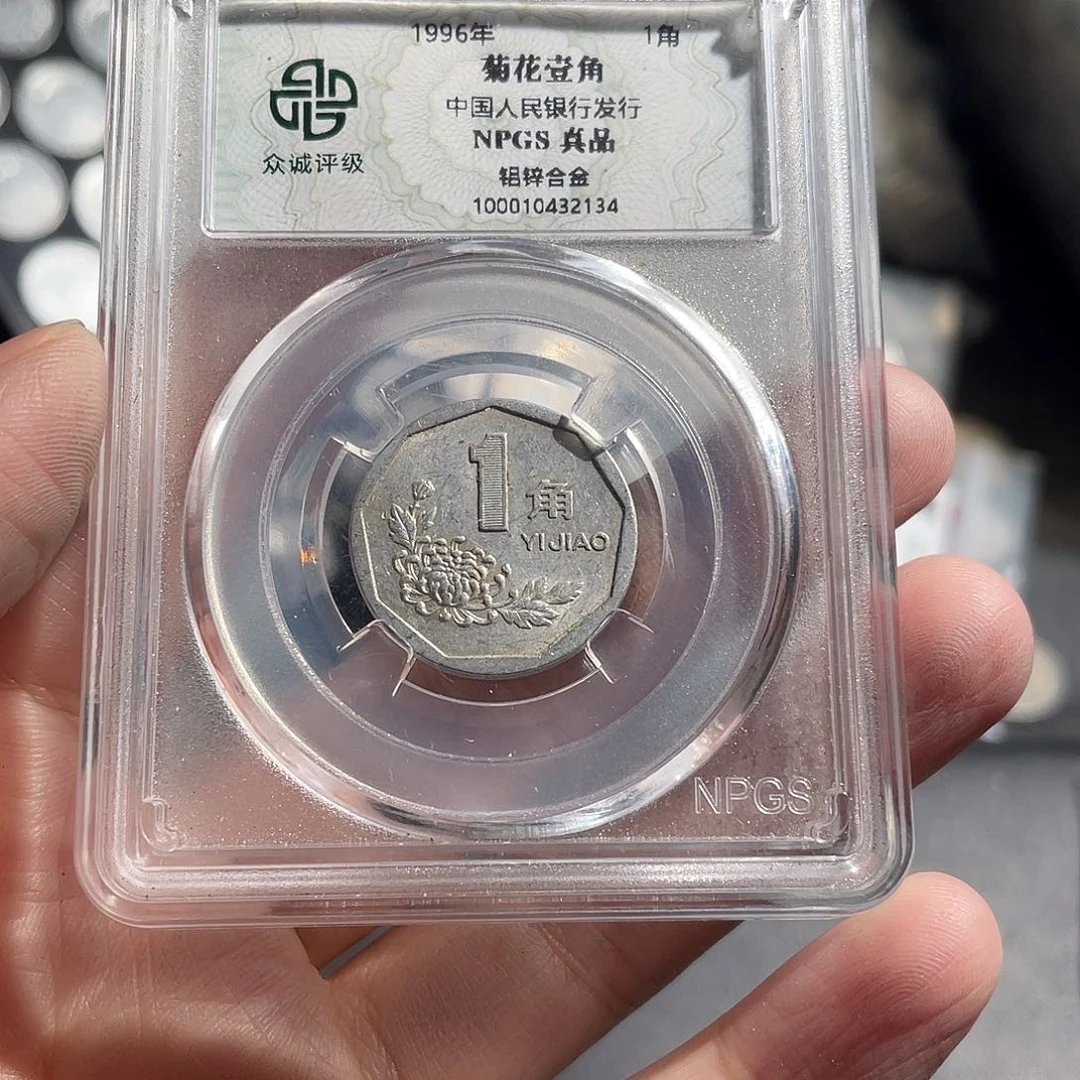 1996年 1角
菊花壹角
中国人民银行发行
NPGS 真品
铝锌合金
100010432134
众诚评级
1角
YIJIAO
NPGS